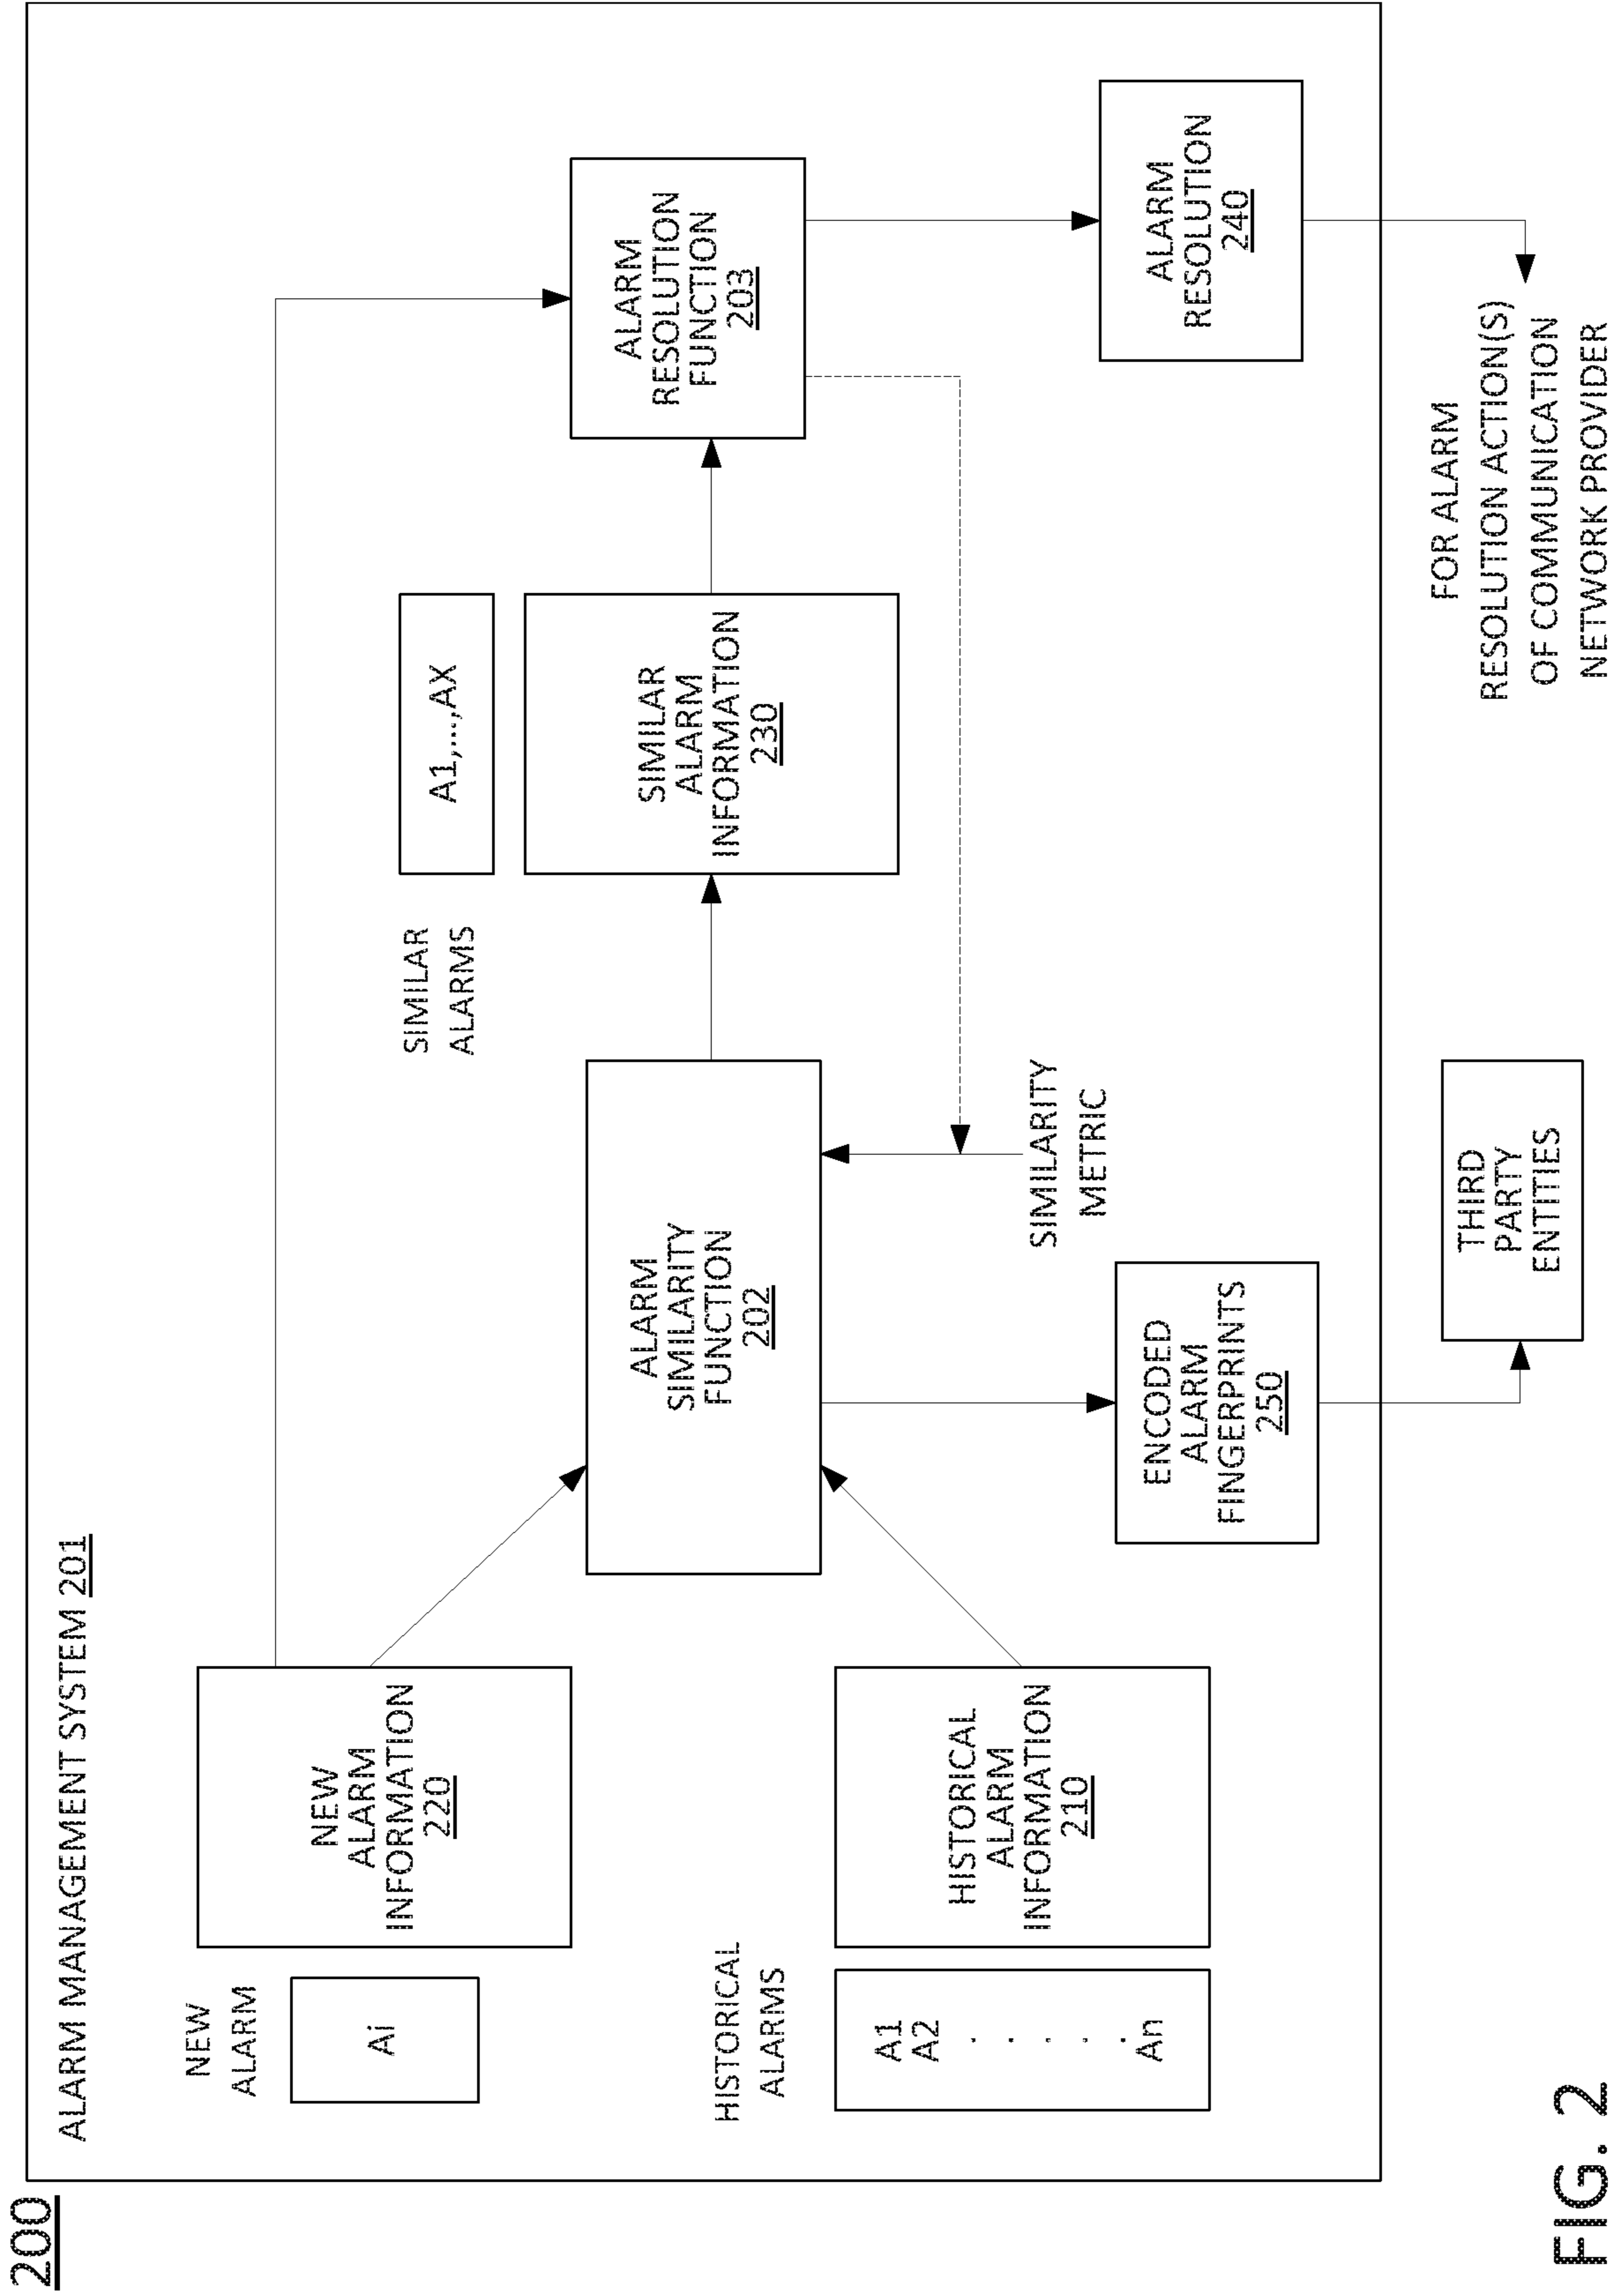 200
ALARM MANAGEMENT SYSTEM 201
NEW
ALARM
Ai
NEW
ALARM
INFORMATION
220
HISTORICAL
ALARMS
A1
A2
.
.
.
.
.
An
HISTORICAL
ALARM
INFORMATION
210
ALARM
SIMILARITY
FUNCTION
202
SIMILARITY
METRIC
ENCODED
ALARM
FINGERPRINTS
250
THIRD
PARTY
ENTITIES
SIMILAR
ALARMS
A1,...,AX
SIMILAR
ALARM
INFORMATION
230
ALARM
RESOLUTION
FUNCTION
203
ALARM
RESOLUTION
240
FOR ALARM
RESOLUTION ACTION(S)
OF COMMUNICATION
NETWORK PROVIDER
FIG. 2